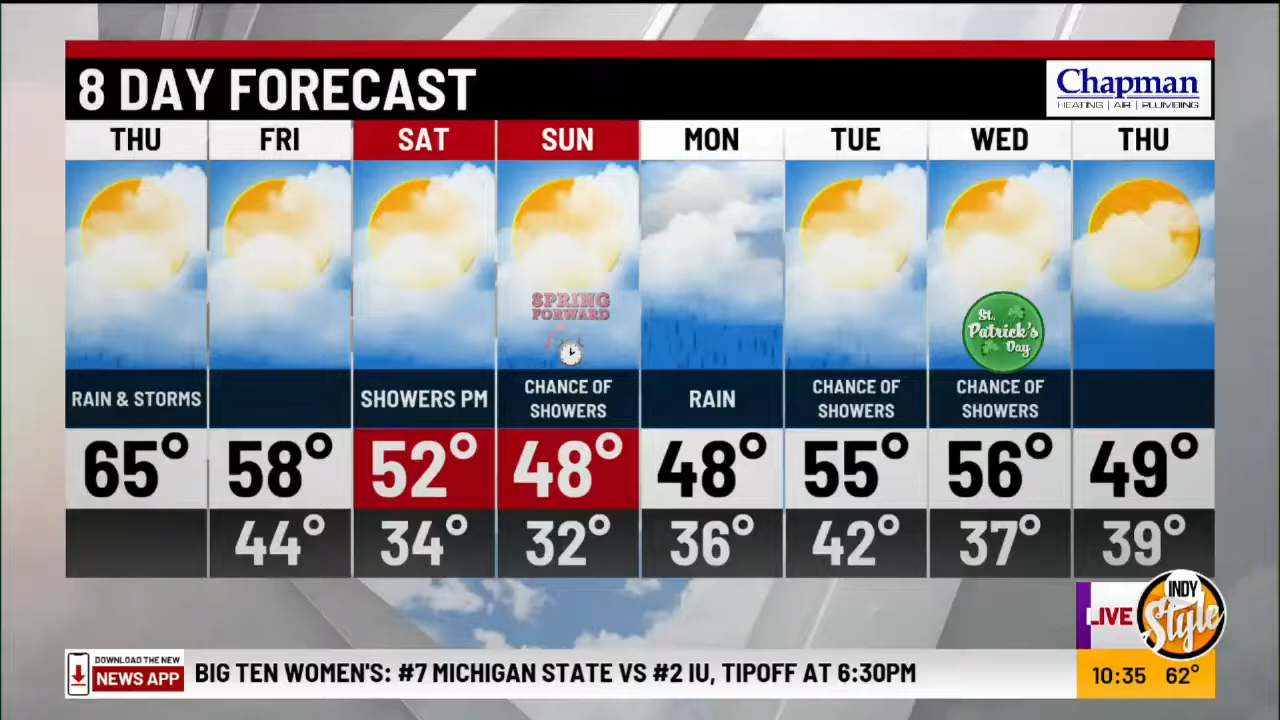 8 DAY FORECAST
Chapman
HEATING | AIR | PLUMBING
THU FRI SAT SUN MON TUE WED THU
SPRING
FORWARD
St.
Patrick's
Day
RAIN & STORMS
SHOWERS PM
CHANCE OF
SHOWERS
RAIN
CHANCE OF
SHOWERS
CHANCE OF
SHOWERS
65° 58° 52° 48° 48° 55° 56° 49°
44° 34° 32° 36° 42° 37° 39°
LIVE
INDY
Style
DOWNLOAD THE NEW
NEWS APP
BIG TEN WOMEN'S: #7 MICHIGAN STATE VS #2 IU, TIPOFF AT 6:30PM
10:35 62°